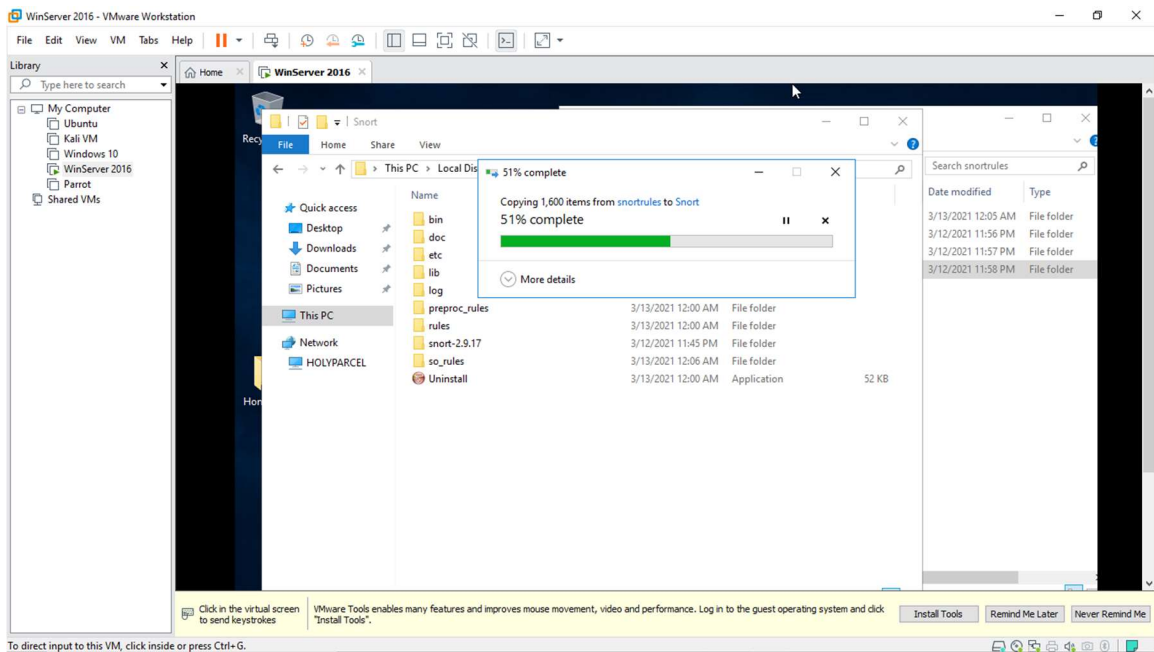 WinServer 2016 - VMware Workstation
File Edit View VM Tabs Help
Library
Type here to search
My Computer
Ubuntu
Kali VM
Windows 10
WinServer 2016
Parrot
Shared VMs
Home
WinServer 2016
Snort
File Home Share View
This PC > Local Dis
Search snortrules
Quick access
Desktop
Downloads
Documents
Pictures
This PC
Network
HOLYPARCEL
Name
bin
doc
etc
lib
log
preproc_rules 3/13/2021 12:00 AM File folder
rules 3/13/2021 12:00 AM File folder
snort-2.9.17 3/12/2021 11:45 PM File folder
so_rules 3/13/2021 12:06 AM File folder
Uninstall 3/13/2021 12:00 AM Application 52 KB
51% complete
Copying 1,600 items from snortrules to Snort
51% complete
More details
Date modified Type
3/13/2021 12:05 AM File folder
3/12/2021 11:56 PM File folder
3/12/2021 11:57 PM File folder
3/12/2021 11:58 PM File folder
Click in the virtual screen
to send keystrokes
VMware Tools enables many features and improves mouse movement, video and performance. Log in to the guest operating system and click
"Install Tools".
Install Tools
Remind Me Later
Never Remind Me
To direct input to this VM, click inside or press Ctrl+G.